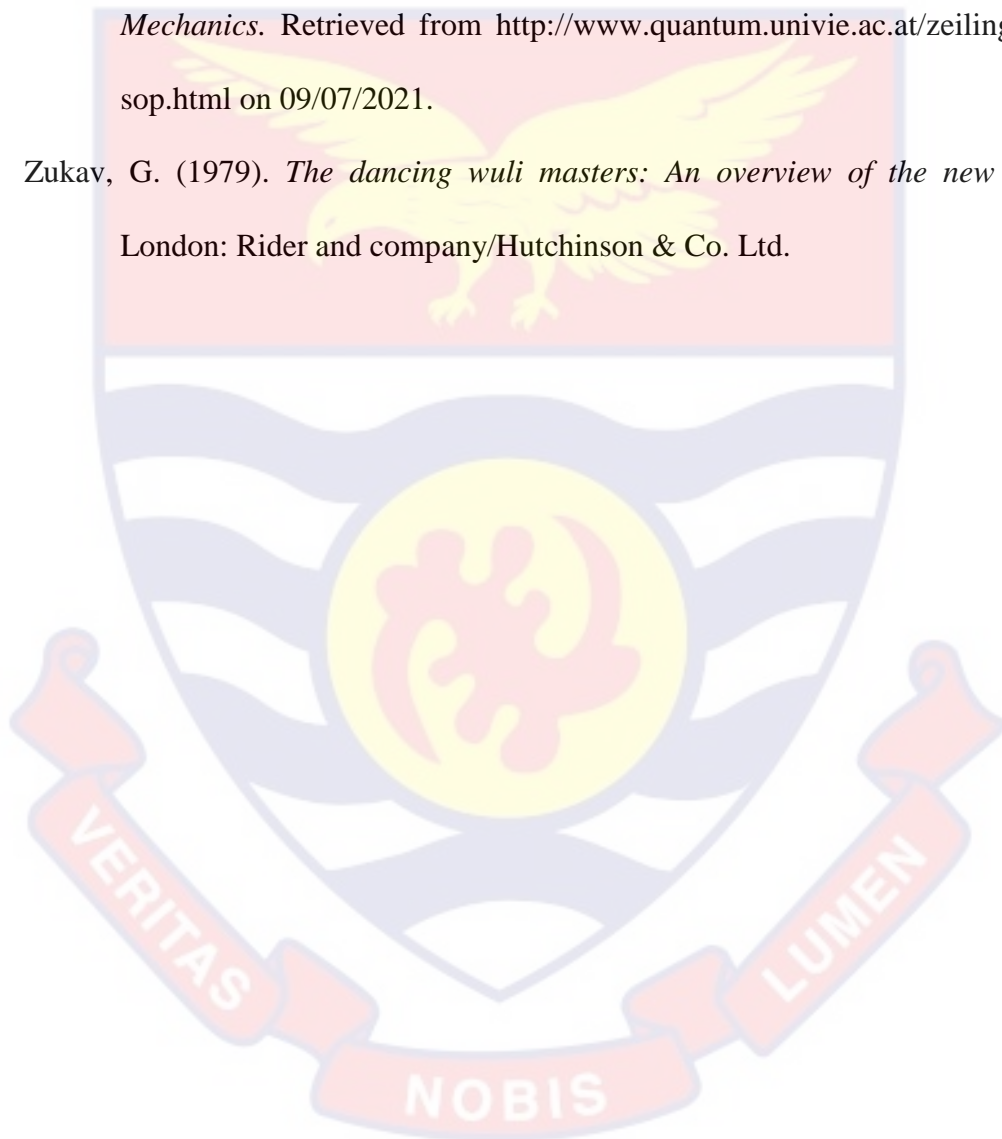 Mechanics. Retrieved from http://www.quantum.univie.ac.at/zeiling
sop.html on 09/07/2021.
Zukav, G. (1979). The dancing wuli masters: An overview of the new
London: Rider and company/Hutchinson & Co. Ltd.
VERITAS
NOBIS
LUMEN